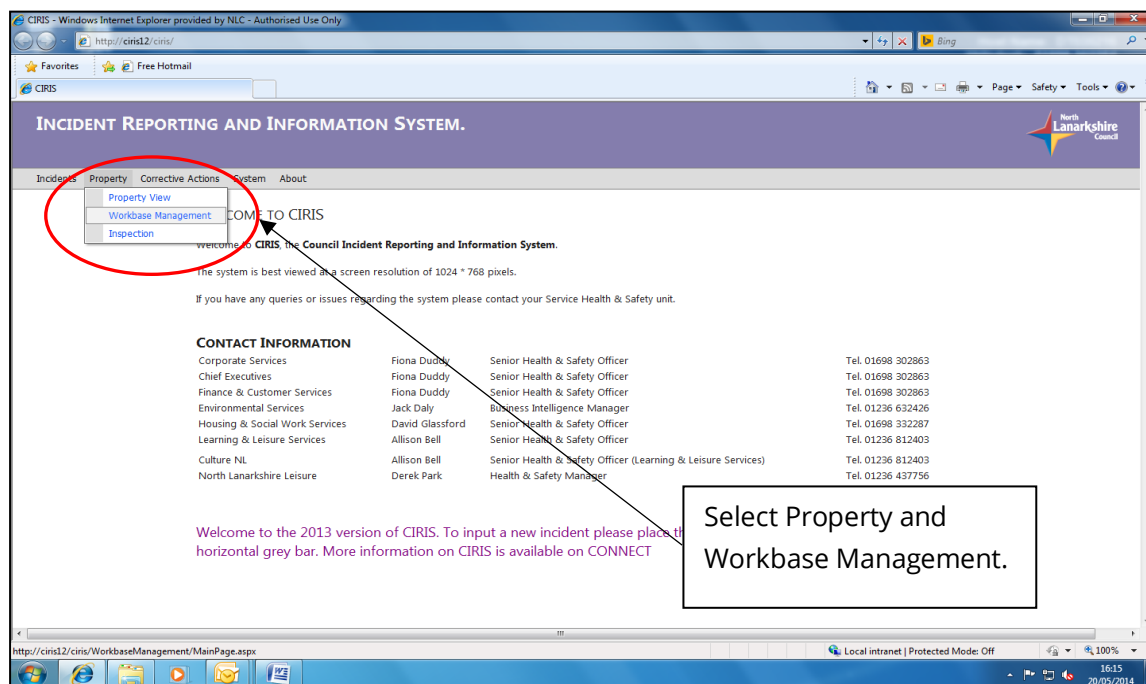 CIRIS - Windows Internet Explorer provided by NLC - Authorised Use Only
http://ciris12/ciris/
Bing
Favorites Free Hotmail
CIRIS
Page Safety Tools
INCIDENT REPORTING AND INFORMATION SYSTEM.
North
Lanarkshire
Council
Incidents Property Corrective Actions System About
Property View
Workbase Management
Inspection
TO CIRIS
Welcome to CIRIS, the Council Incident Reporting and Information System.
The system is best viewed at a screen resolution of 1024 * 768 pixels.
If you have any queries or issues regarding the system please contact your Service Health & Safety unit.
CONTACT INFORMATION
Corporate Services Fiona Duddy Senior Health & Safety Officer Tel. 01698 302863
Chief Executives Fiona Duddy Senior Health & Safety Officer Tel. 01698 302863
Finance & Customer Services Fiona Duddy Senior Health & Safety Officer Tel. 01698 302863
Environmental Services Jack Daly Business Intelligence Manager Tel. 01236 632426
Housing & Social Work Services David Glassford Senior Health & Safety Officer Tel. 01698 332287
Learning & Leisure Services Allison Bell Senior Health & Safety Officer Tel. 01236 812403
Culture NL Allison Bell Senior Health & Safety Officer (Learning & Leisure Services) Tel. 01236 812403
North Lanarkshire Leisure Derek Park Health & Safety Manager Tel. 01236 437756
Welcome to the 2013 version of CIRIS. To input a new incident please place
horizontal grey bar. More information on CIRIS is available on CONNECT
Select Property and
Workbase Management.
http://ciris12/ciris/WorkbaseManagement/MainPage.aspx
Local intranet | Protected Mode: Off
100%
16:15
20/05/2014